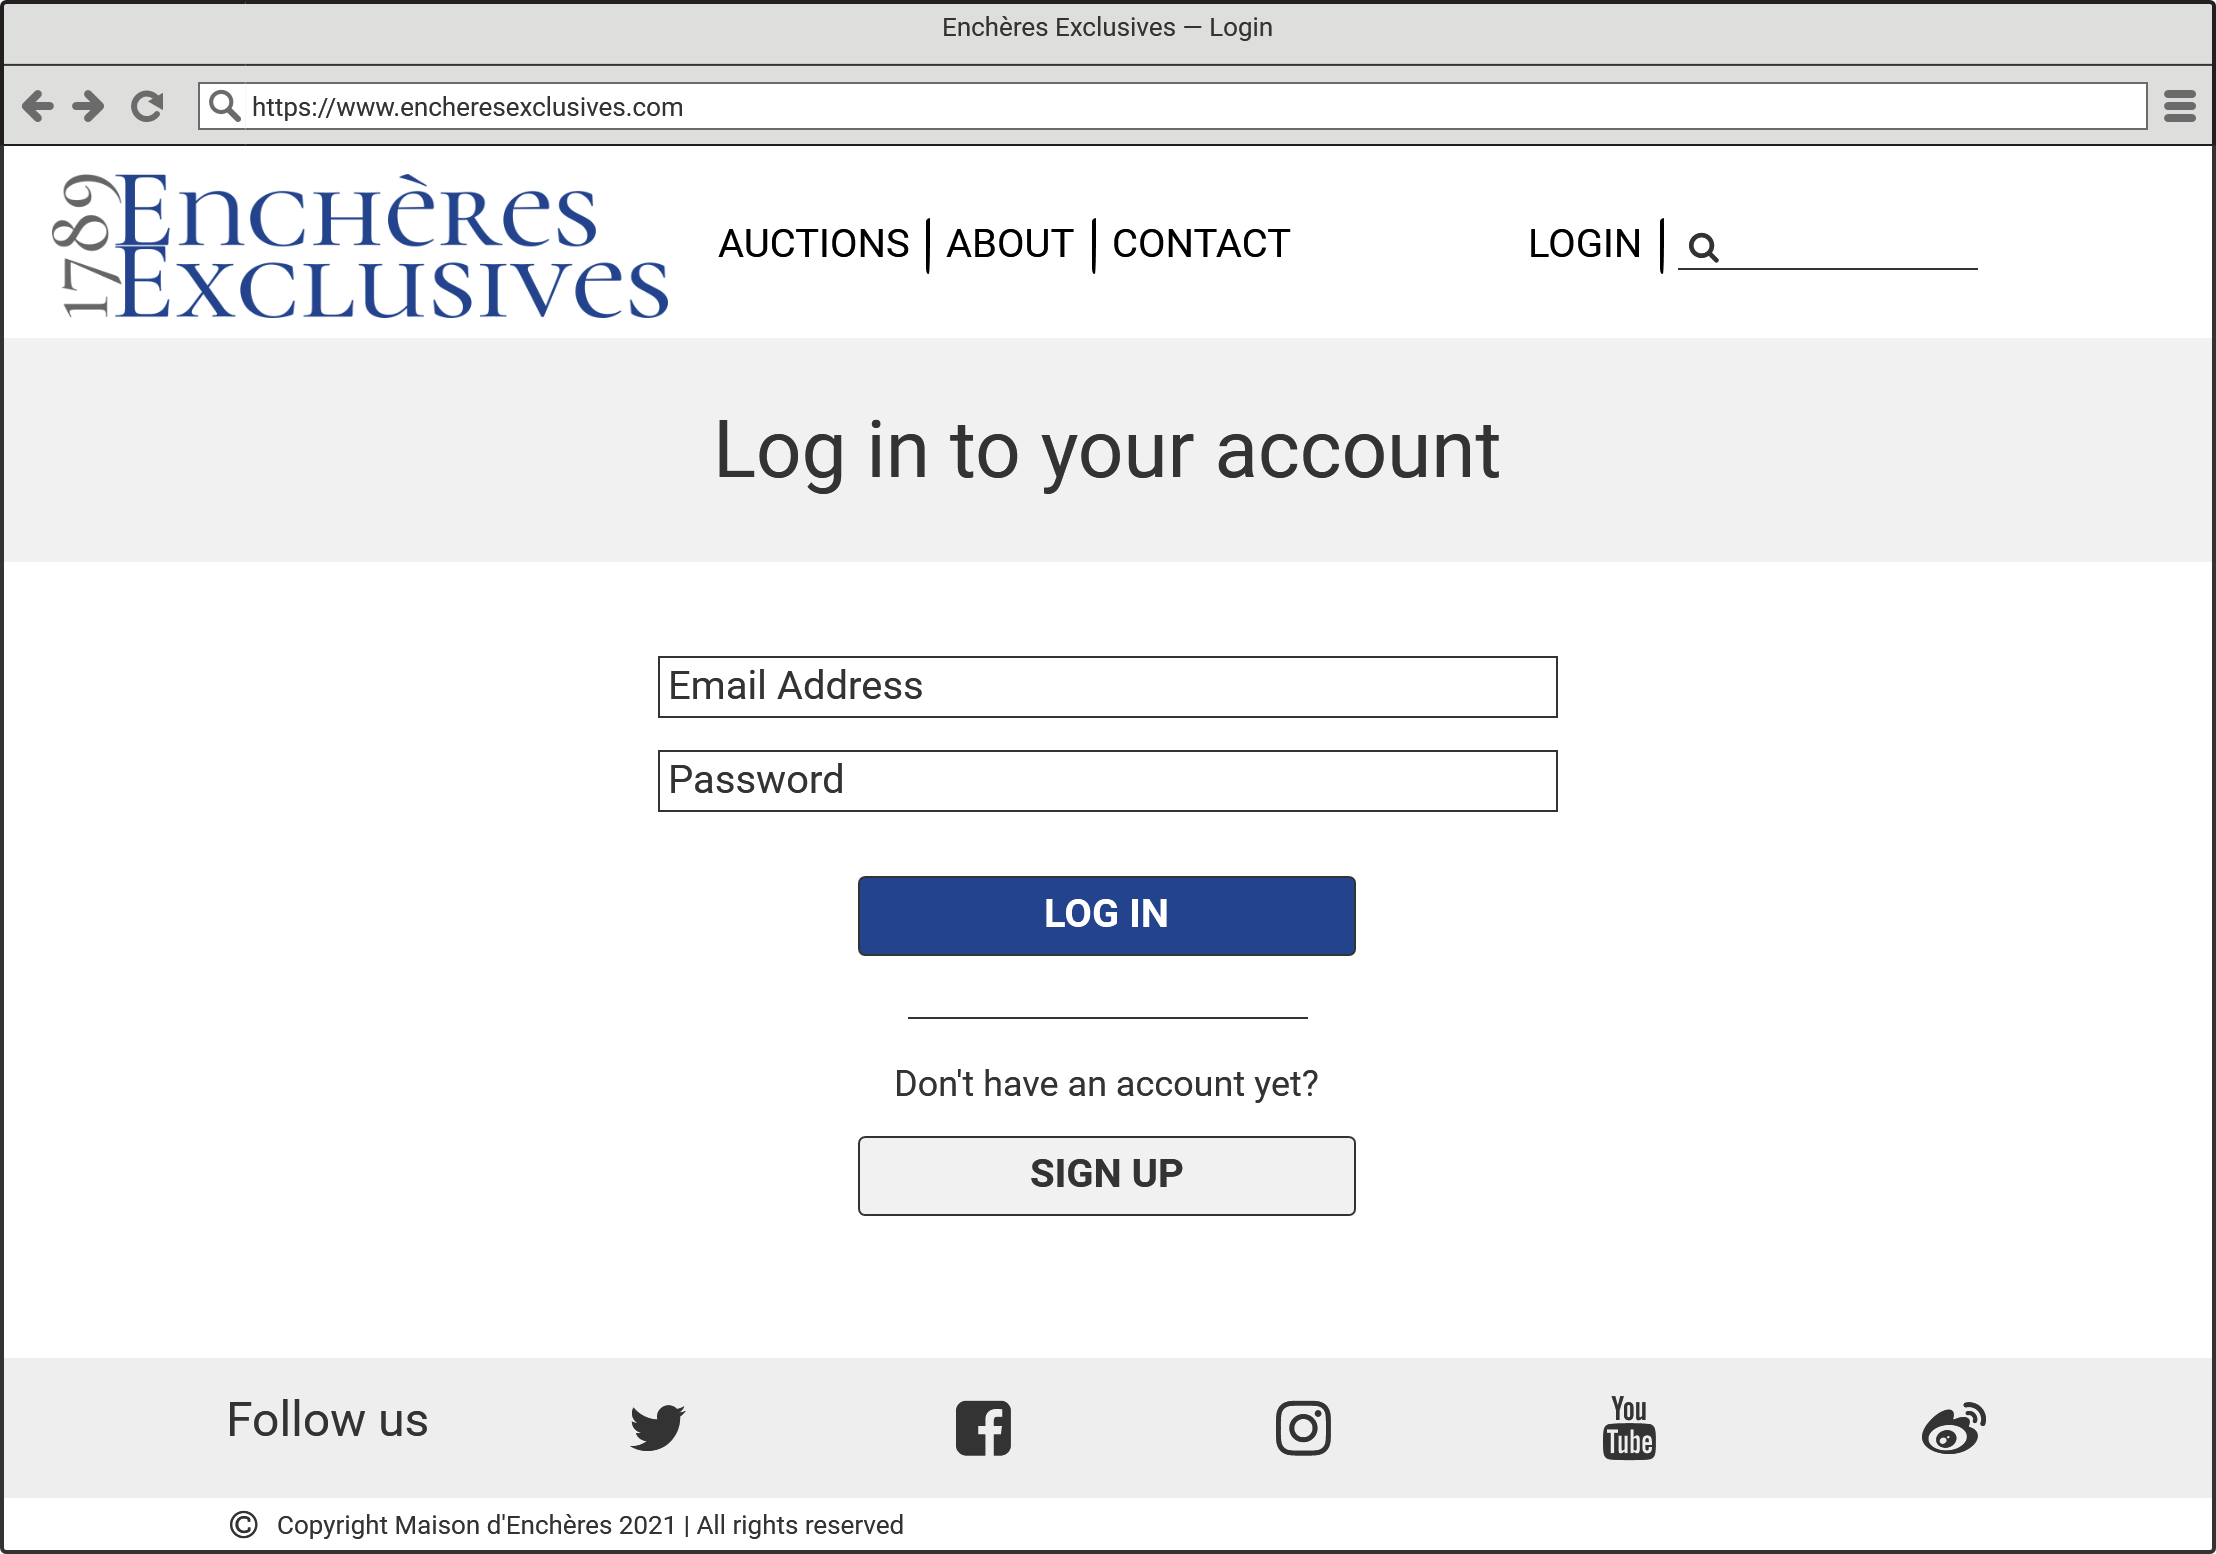 Enchères Exclusives — Login
https://www.encheresexclusives.com
1789
Enchères
Exclusives
AUCTIONS | ABOUT | CONTACT
LOGIN |
Log in to your account
Email Address
Password
LOG IN
Don't have an account yet?
SIGN UP
Follow us
You
Tube
© Copyright Maison d'Enchères 2021 | All rights reserved